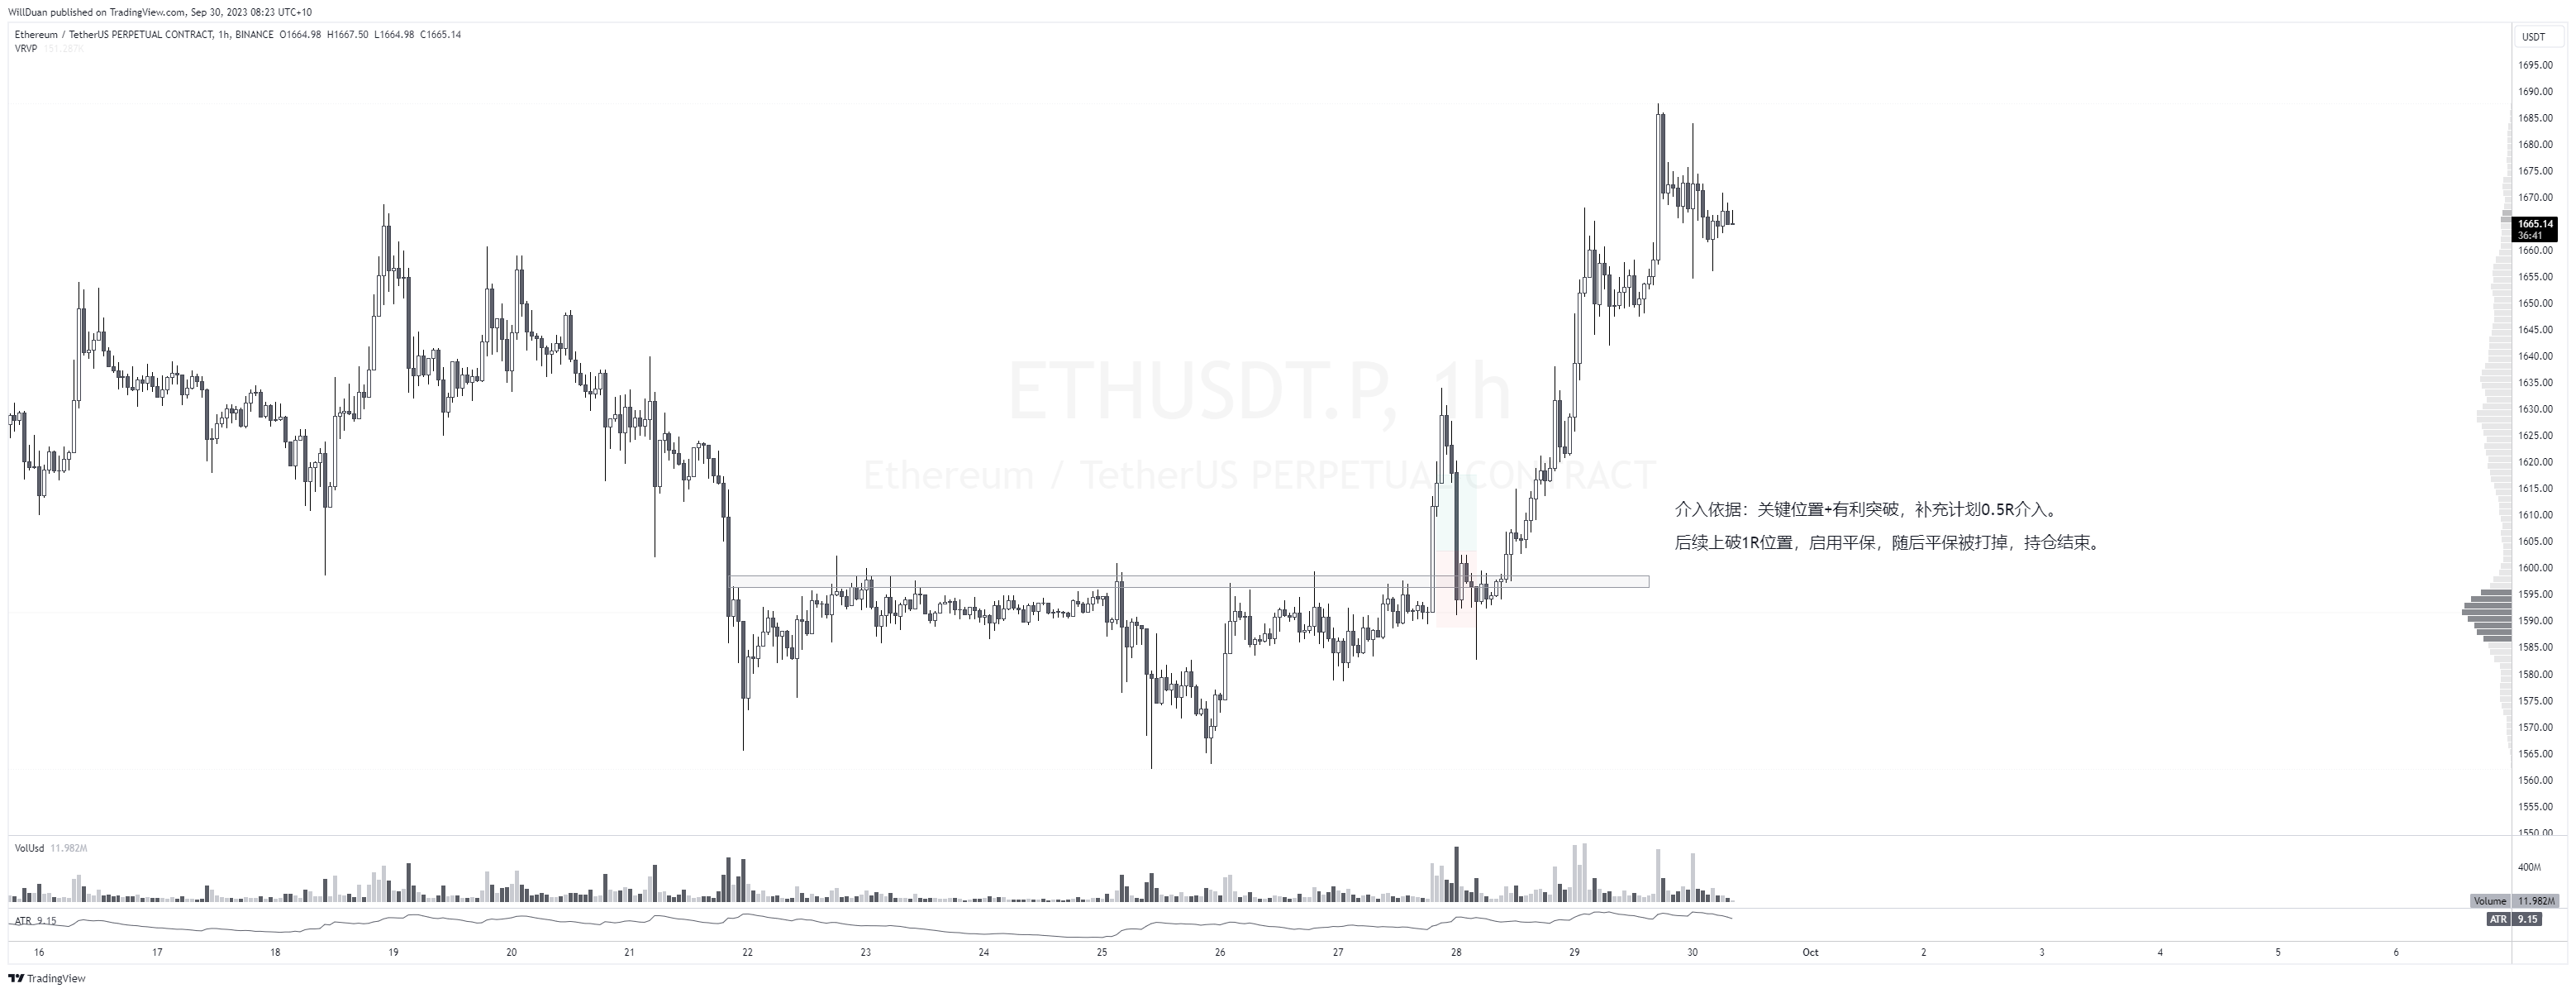 WillDuan published on TradingView.com, Sep 30, 2023 08:23 UTC+10
Ethereum / TetherUS PERPETUAL CONTRACT, 1h, BINANCE O1664.98 H1667.50 L1664.98 C1665.14
VRVP 151.287K
USDT
1695.00
1690.00
1685.00
1680.00
1675.00
1670.00
1665.14
36:41
1660.00
1655.00
1650.00
1645.00
1640.00
1635.00
1630.00
1625.00
1620.00
1615.00
1610.00
1605.00
1600.00
1595.00
1590.00
1585.00
1580.00
1575.00
1570.00
1565.00
1560.00
1555.00
1550.00
ETHUSDT.P, 1h
Ethereum / TetherUS PERPETUAL CONTRACT
介入依据：关键位置+有利突破，补充计划0.5R介入。
后续上破1R位置，启用平保，随后平保被打掉，持仓结束。
VolUsd 11.982M
400M
Volume 11.982M
ATR 9.15
ATR 9.15
16 17 18 19 20 21 22 23 24 25 26 27 28 29 30 Oct 2 3 4 5 6
TradingView